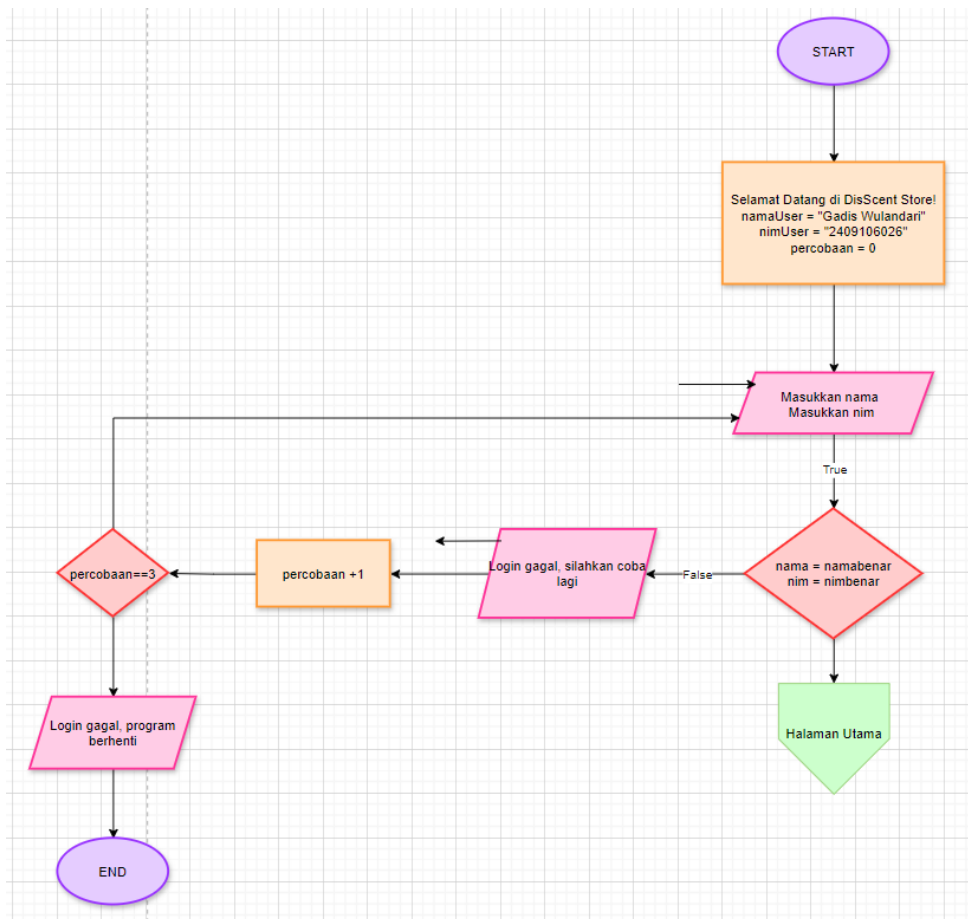 START
Selamat Datang di DisScent Store!
namaUser = "Gadis Wulandari"
nimUser = "2409106026"
percobaan = 0
Masukkan nama
Masukkan nim
True
nama = namabenar
nim = nimbenar
False
Login gagal, silahkan coba
lagi
percobaan +1
percobaan==3
Login gagal, program
berhenti
Halaman Utama
END